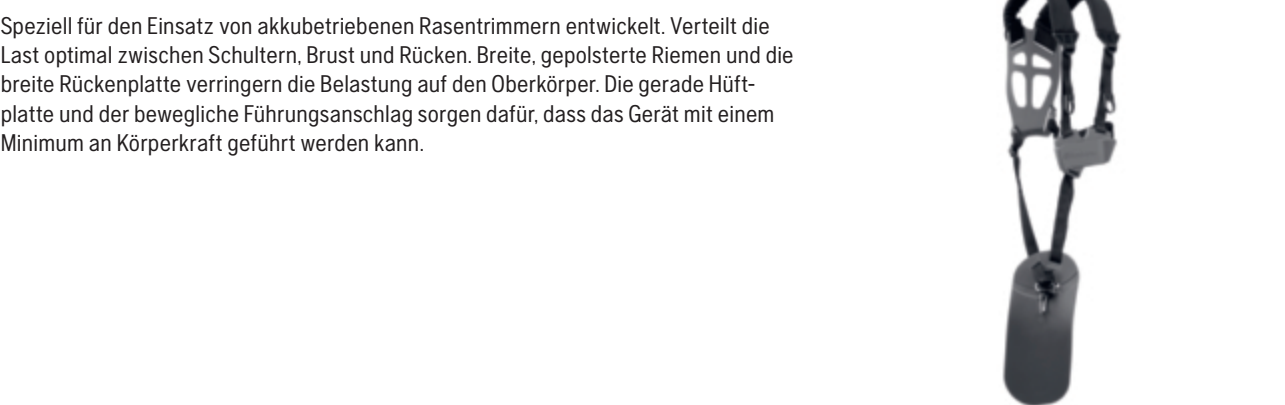 Speziell für den Einsatz von akkubetriebenen Rasentrimmern entwickelt. Verteilt die
Last optimal zwischen Schultern, Brust und Rücken. Breite, gepolsterte Riemen und die
breite Rückenplatte verringern die Belastung auf den Oberkörper. Die gerade Hüft-
platte und der bewegliche Führungsanschlag sorgen dafür, dass das Gerät mit einem
Minimum an Körperkraft geführt werden kann.